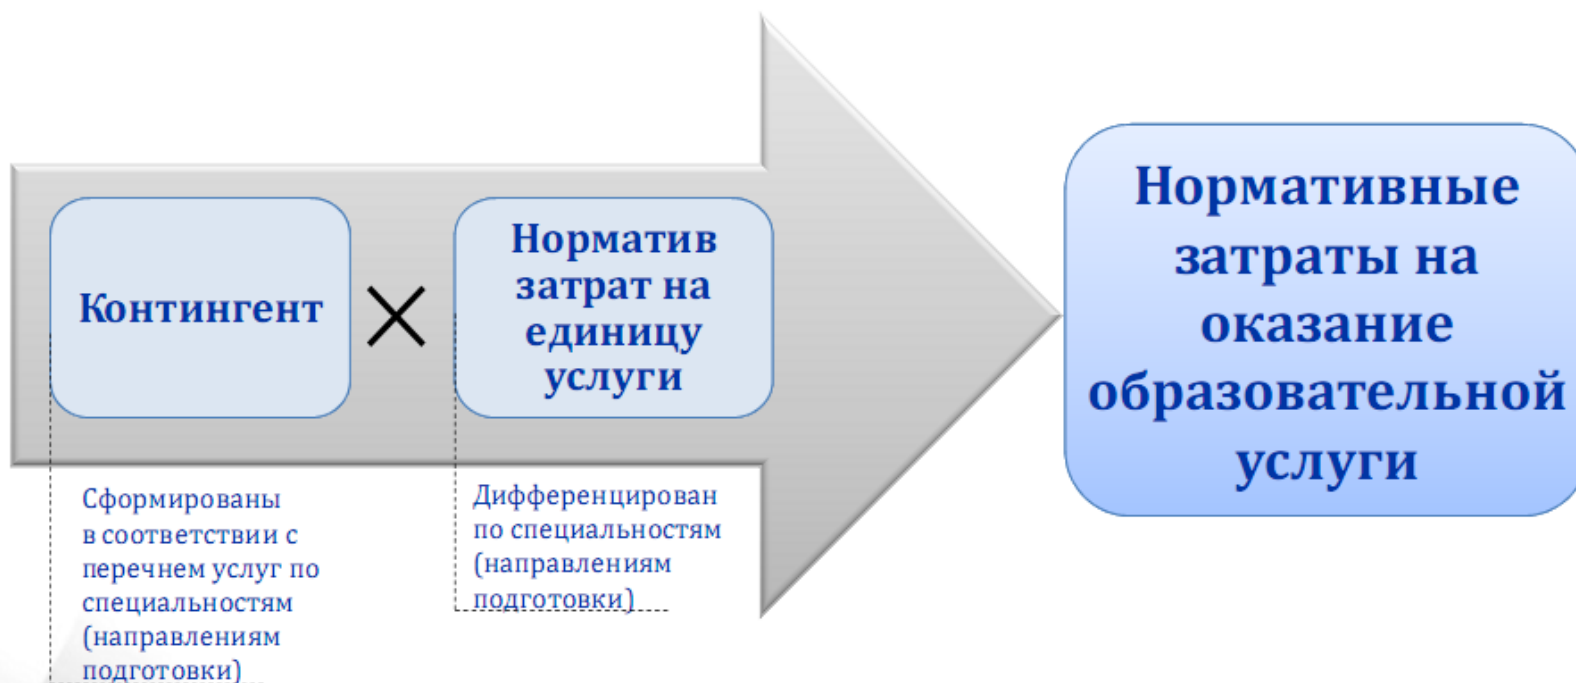 Контингент
×
Норматив
затрат на
единицу
услуги
Сформированы
в соответствии с
перечнем услуг по
специальностям
(направлениям
подготовки)
Дифференцирован
по специальностям
(направлениям
подготовки)
Нормативные
затраты на
оказание
образовательной
услуги